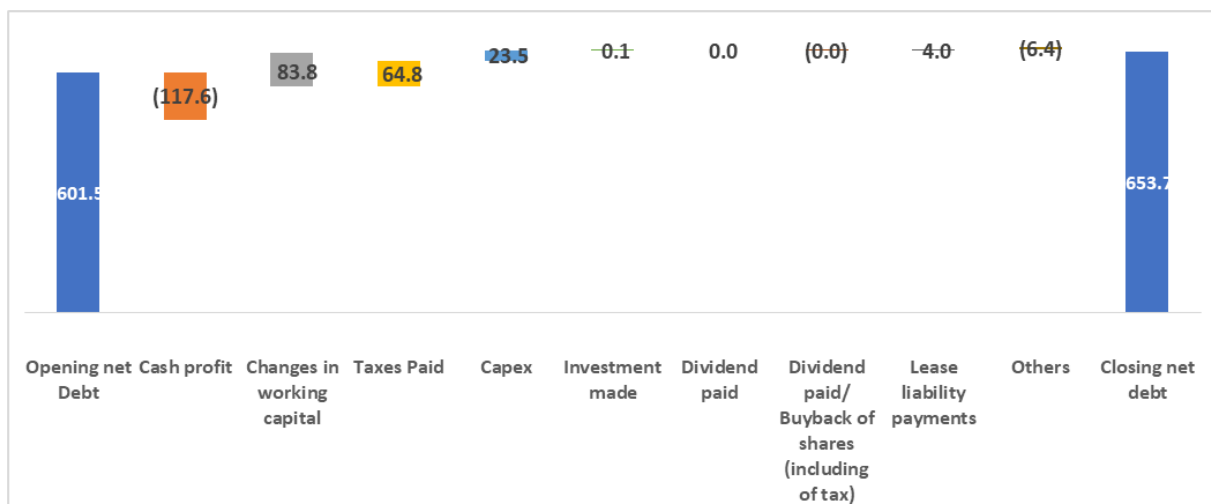 601.5
(117.6)
83.8
64.8
23.5
0.1
0.0
(0.0)
4.0
(6.4)
653.7
Opening net
Debt
Cash profit
Changes in
working
capital
Taxes Paid
Capex
Investment
made
Dividend
paid
Dividend
paid/
Buyback of
shares
(including
of tax)
Lease
liability
payments
Others
Closing net
debt